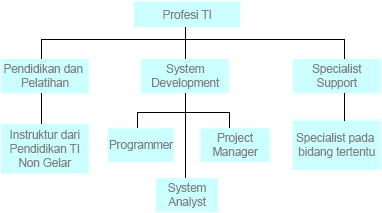 Profesi TI
Pendidikan dan
Pelatihan
System
Development
Specialist
Support
Instruktur dari
Pendidikan TI
Non Gelar
Programmer
Project
Manager
Specialist pada
bidang tertentu
System
Analyst